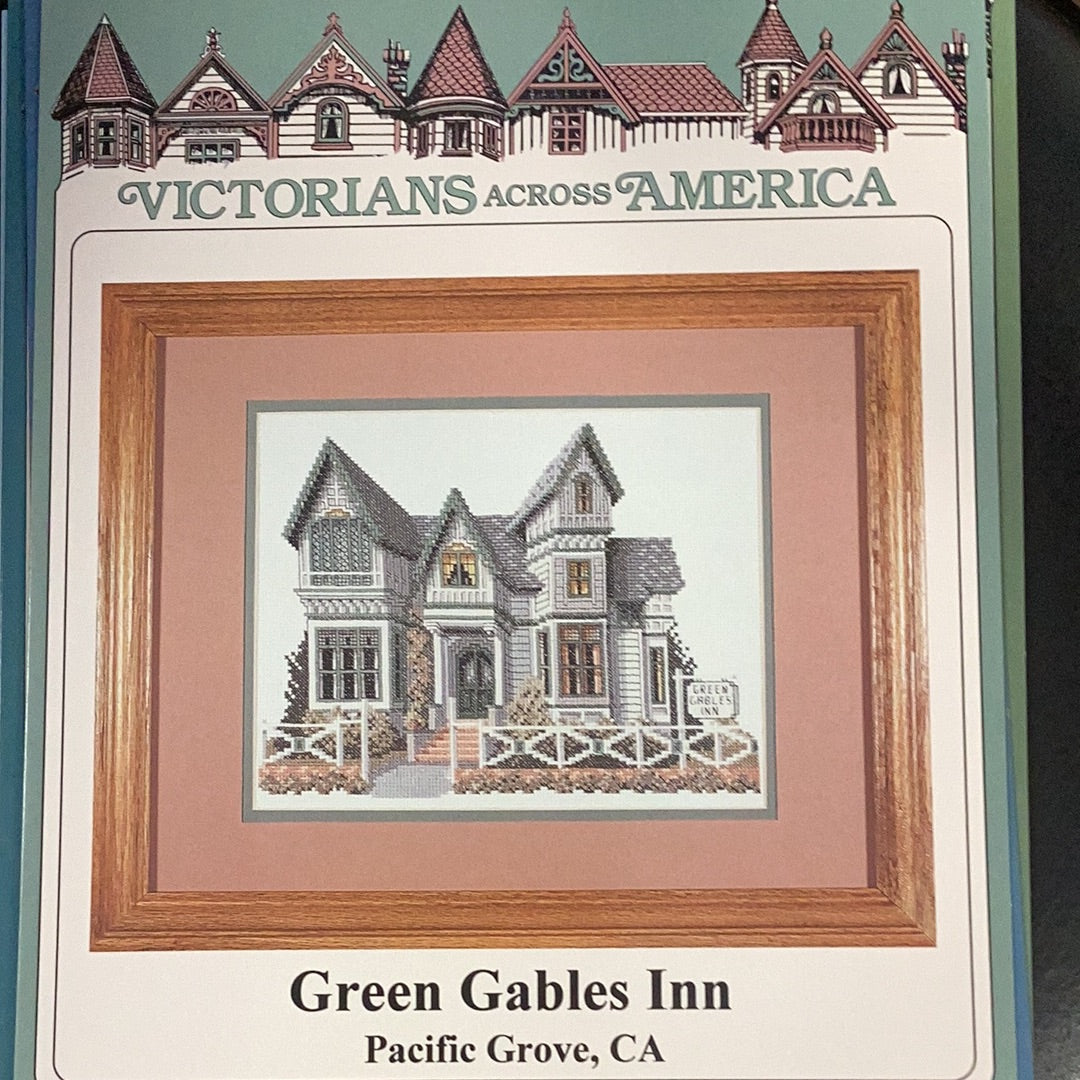 VICTORIANS ACROSS AMERICA
GREEN
GABLES
INN
Green Gables Inn
Pacific Grove, CA